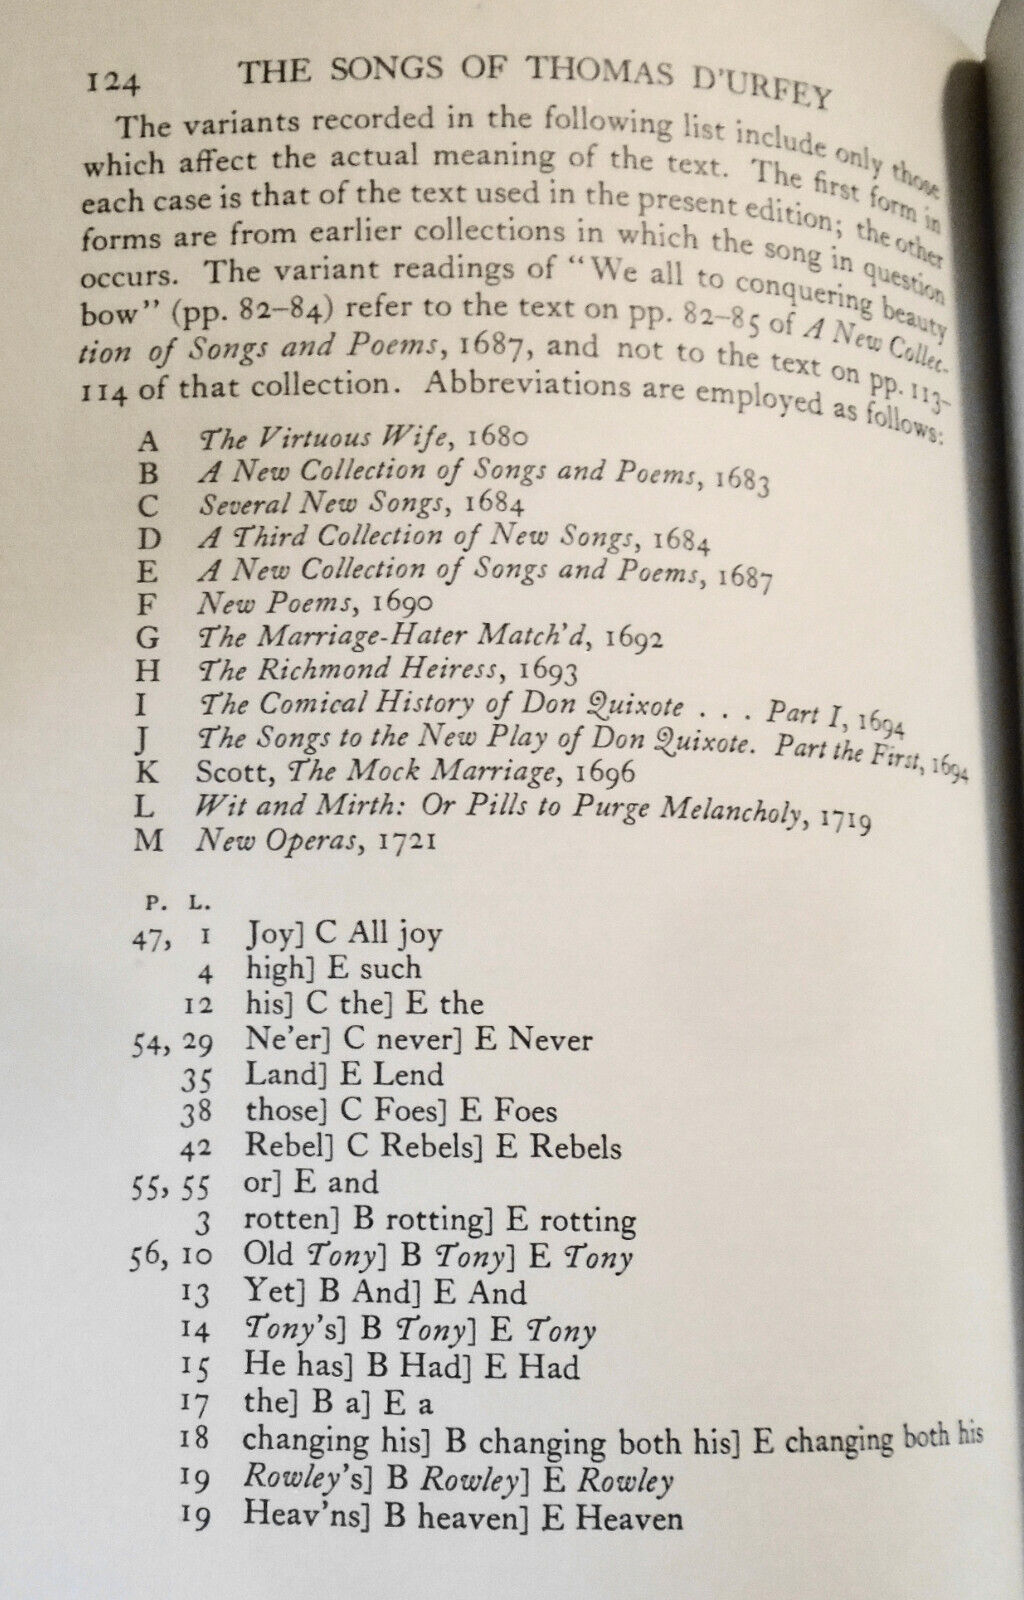 124 THE SONGS OF THOMAS D'URFEY
The variants recorded in the following list include only those
which affect the actual meaning of the text. The first form in
each case is that of the text used in the present edition; the other
forms are from earlier collections in which the song in question
occurs. The variant readings of “We all to conquering beauty
bow” (pp. 82–84) refer to the text on pp. 82–85 of A New Collec-
tion of Songs and Poems, 1687, and not to the text on pp. 113–
114 of that collection. Abbreviations are employed as follows:
A The Virtuous Wife, 1680
B A New Collection of Songs and Poems, 1683
C Several New Songs, 1684
D A Third Collection of New Songs, 1684
E A New Collection of Songs and Poems, 1687
F New Poems, 1690
G The Marriage-Hater Match'd, 1692
H The Richmond Heiress, 1693
I The Comical History of Don Quixote . . . Part I, 1694
J The Songs to the New Play of Don Quixote. Part the First, 1694
K Scott, The Mock Marriage, 1696
L Wit and Mirth: Or Pills to Purge Melancholy, 1719
M New Operas, 1721
P. L.
47, 1 Joy] C All joy
4 high] E such
12 his] C the] E the
54, 29 Ne'er] C never] E Never
35 Land] E Lend
38 those] C Foes] E Foes
42 Rebel] C Rebels] E Rebels
55, 55 or] E and
3 rotten] B rotting] E rotting
56, 10 Old Tony] B Tony] E Tony
13 Yet] B And] E And
14 Tony's] B Tony] E Tony
15 He has] B Had] E Had
17 the] B a] E a
18 changing his] B changing both his] E changing both his
19 Rowley's] B Rowley] E Rowley
19 Heav'ns] B heaven] E Heaven